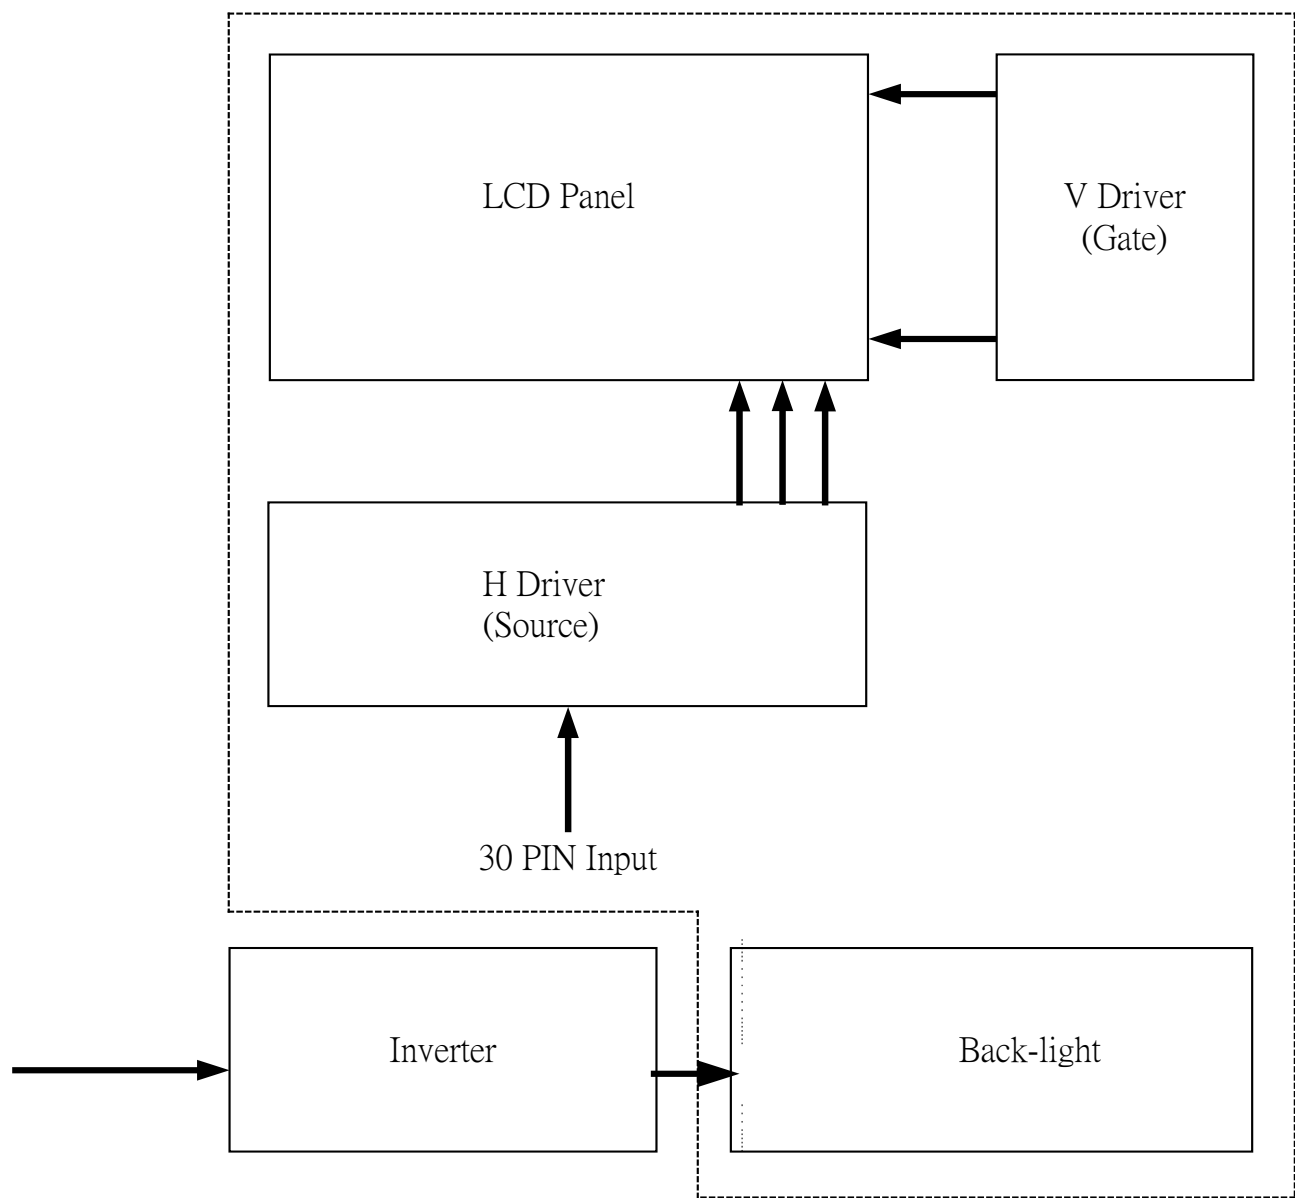 LCD Panel
V Driver
(Gate)
H Driver
(Source)
30 PIN Input
Inverter
Back-light